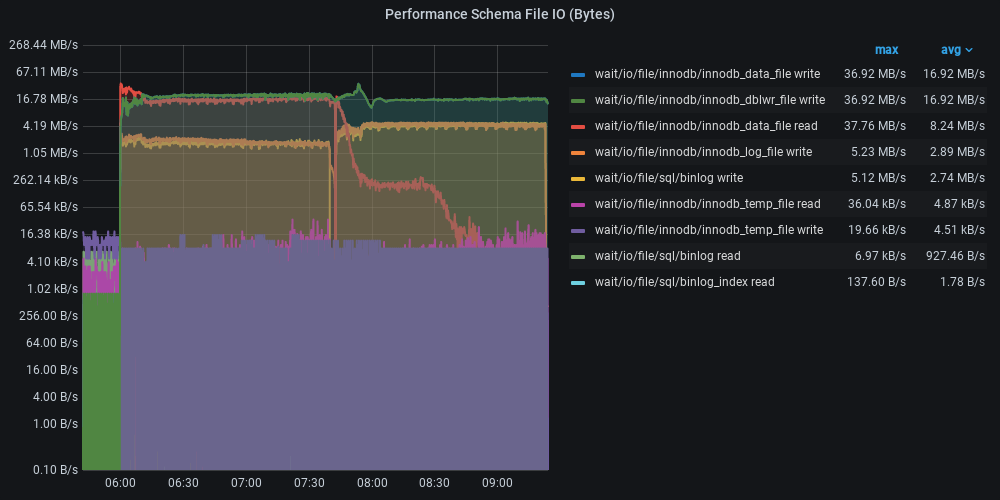 Performance Schema File IO (Bytes)
268.44 MB/s
67.11 MB/s
16.78 MB/s
4.19 MB/s
1.05 MB/s
262.14 kB/s
65.54 kB/s
16.38 kB/s
4.10 kB/s
1.02 kB/s
256.00 B/s
64.00 B/s
16.00 B/s
4.00 B/s
1.00 B/s
0.10 B/s
06:00 06:30 07:00 07:30 08:00 08:30 09:00
max avg
wait/io/file/innodb/innodb_data_file write 36.92 MB/s 16.92 MB/s
wait/io/file/innodb/innodb_dblwr_file write 36.92 MB/s 16.92 MB/s
wait/io/file/innodb/innodb_data_file read 37.76 MB/s 8.24 MB/s
wait/io/file/innodb/innodb_log_file write 5.23 MB/s 2.89 MB/s
wait/io/file/sql/binlog write 5.12 MB/s 2.74 MB/s
wait/io/file/innodb/innodb_temp_file read 36.04 kB/s 4.87 kB/s
wait/io/file/innodb/innodb_temp_file write 19.66 kB/s 4.51 kB/s
wait/io/file/sql/binlog read 6.97 kB/s 927.46 B/s
wait/io/file/sql/binlog_index read 137.60 B/s 1.78 B/s